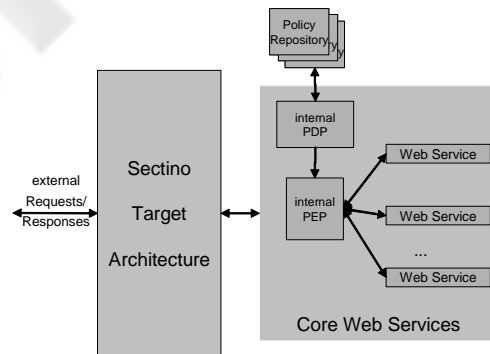 Policy
Repository
ry
y
internal
PDP
Sectino
Target
Architecture
external
Requests/
Responses
internal
PEP
Web Service
Web Service
...
Web Service
Core Web Services